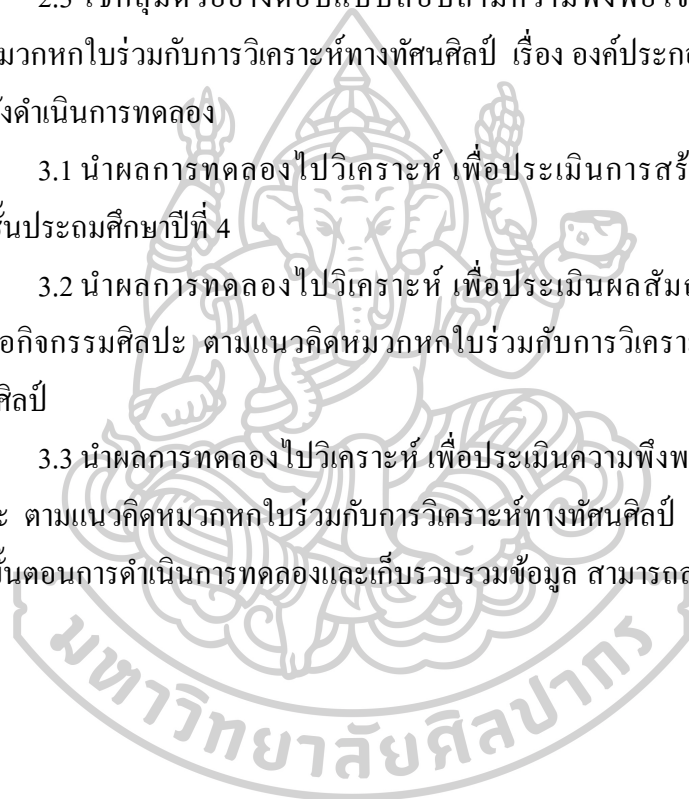 2.3 ให้กลุ่มตัวอย่างตอบแบบสอบถามความพึงพอใจ
มวกหกใบร่วมกับการวิเคราะห์ทางทัศนศิลป์ เรื่อง องค์ประกอ
ังดำเนินการทดลอง
3.1 นำผลการทดลองไปวิเคราะห์ เพื่อประเมินการสร้
ั้นประถมศึกษาปีที่ 4
3.2 นำผลการทดลองไปวิเคราะห์ เพื่อประเมินผลสัม
อกิจกรรมศิลปะ ตามแนวคิดหมวกหกใบร่วมกับการวิเครา
ศิลป์
3.3 นำผลการทดลองไปวิเคราะห์ เพื่อประเมินความพึงพ
ะ ตามแนวคิดหมวกหกใบร่วมกับการวิเคราะห์ทางทัศนศิลป์
ั้นตอนการดำเนินการทดลองและเก็บรวบรวมข้อมูล สามารถส
มหาวิทยาลัยศิลปากร